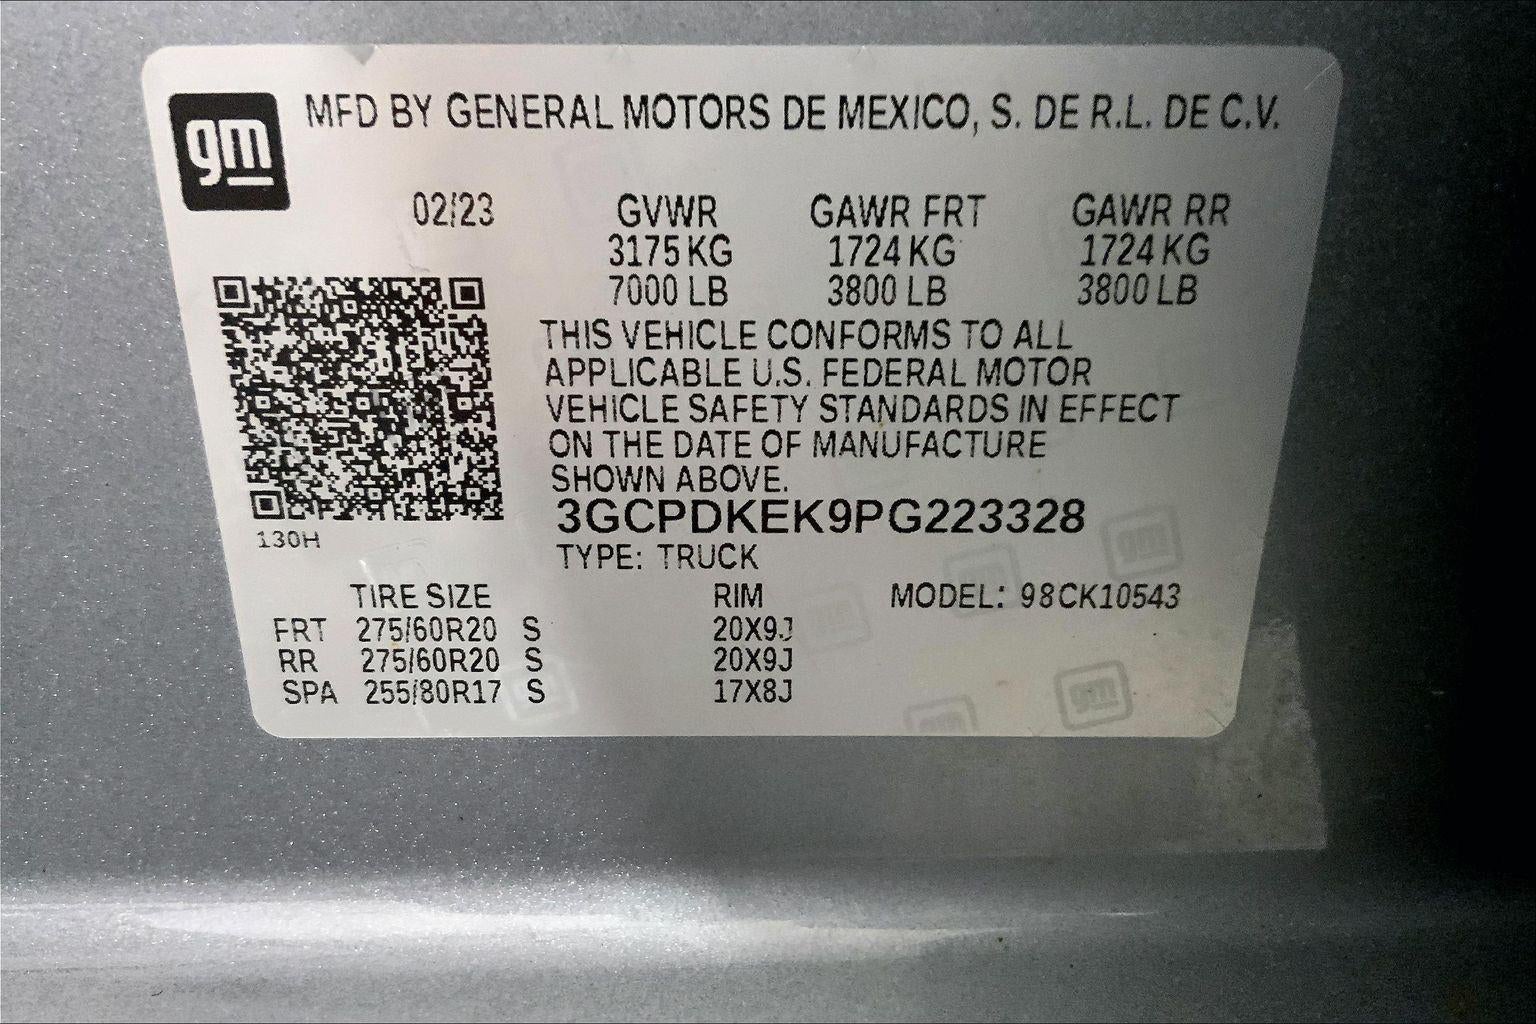 gm MFD BY GENERAL MOTORS DE MEXICO, S. DE R.L. DE C.V.
02/23 GVWR GAWR FRT GAWR RR
3175 KG 1724 KG 1724 KG
7000 LB 3800 LB 3800 LB
THIS VEHICLE CONFORMS TO ALL
APPLICABLE U.S. FEDERAL MOTOR
VEHICLE SAFETY STANDARDS IN EFFECT
ON THE DATE OF MANUFACTURE
SHOWN ABOVE.
3GCPDKEK9PG223328
130H
TYPE: TRUCK
TIRE SIZE RIM MODEL: 98CK10543
FRT 275/60R20 S 20X9J
RR 275/60R20 S 20X9J
SPA 255/80R17 S 17X8J